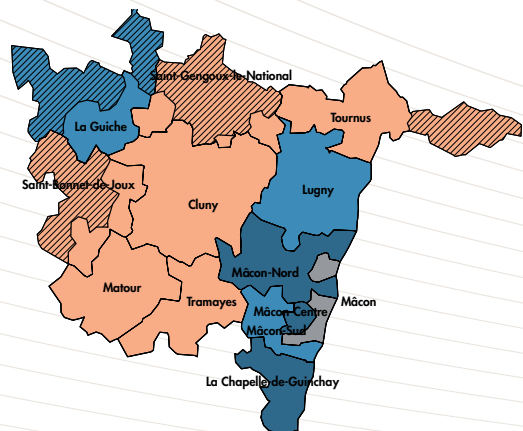 Saint-Gengoux-le-National
Tournus
La Guiche
Saint-Bonnet-de-Joux
Lugny
Cluny
Mâcon-Nord
Matour
Tramayes
Mâcon
Mâcon-Centre
Mâcon-Sud
La Chapelle-de-Guinchay